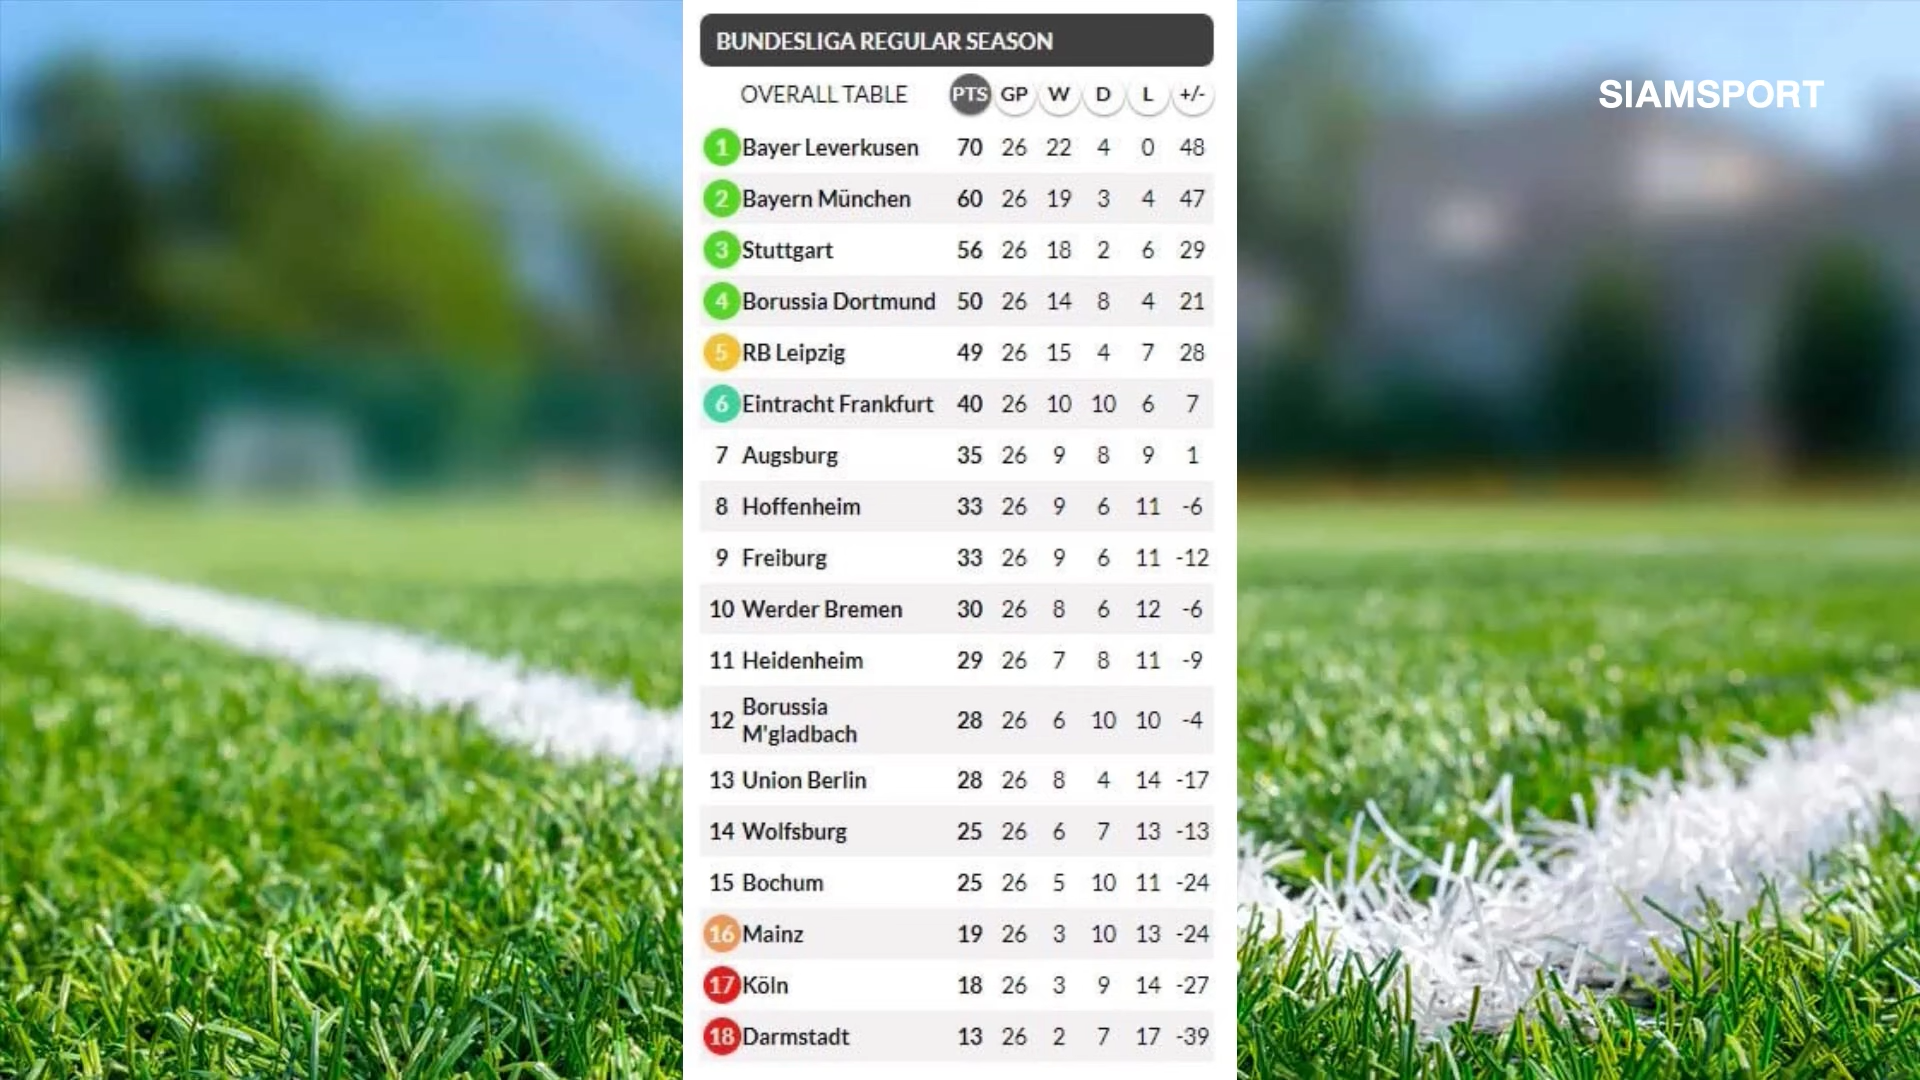 BUNDESLIGA REGULAR SEASON
SIAMSPORT
OVERALL TABLE PTS GP W D L +/-
1 Bayer Leverkusen 70 26 22 4 0 48
2 Bayern München 60 26 19 3 4 47
3 Stuttgart 56 26 18 2 6 29
4 Borussia Dortmund 50 26 14 8 4 21
5 RB Leipzig 49 26 15 4 7 28
6 Eintracht Frankfurt 40 26 10 10 6 7
7 Augsburg 35 26 9 8 9 1
8 Hoffenheim 33 26 9 6 11 -6
9 Freiburg 33 26 9 6 11 -12
10 Werder Bremen 30 26 8 6 12 -6
11 Heidenheim 29 26 7 8 11 -9
12 Borussia M'gladbach 28 26 6 10 10 -4
13 Union Berlin 28 26 8 4 14 -17
14 Wolfsburg 25 26 6 7 13 -13
15 Bochum 25 26 5 10 11 -24
16 Mainz 19 26 3 10 13 -24
17 Köln 18 26 3 9 14 -27
18 Darmstadt 13 26 2 7 17 -39